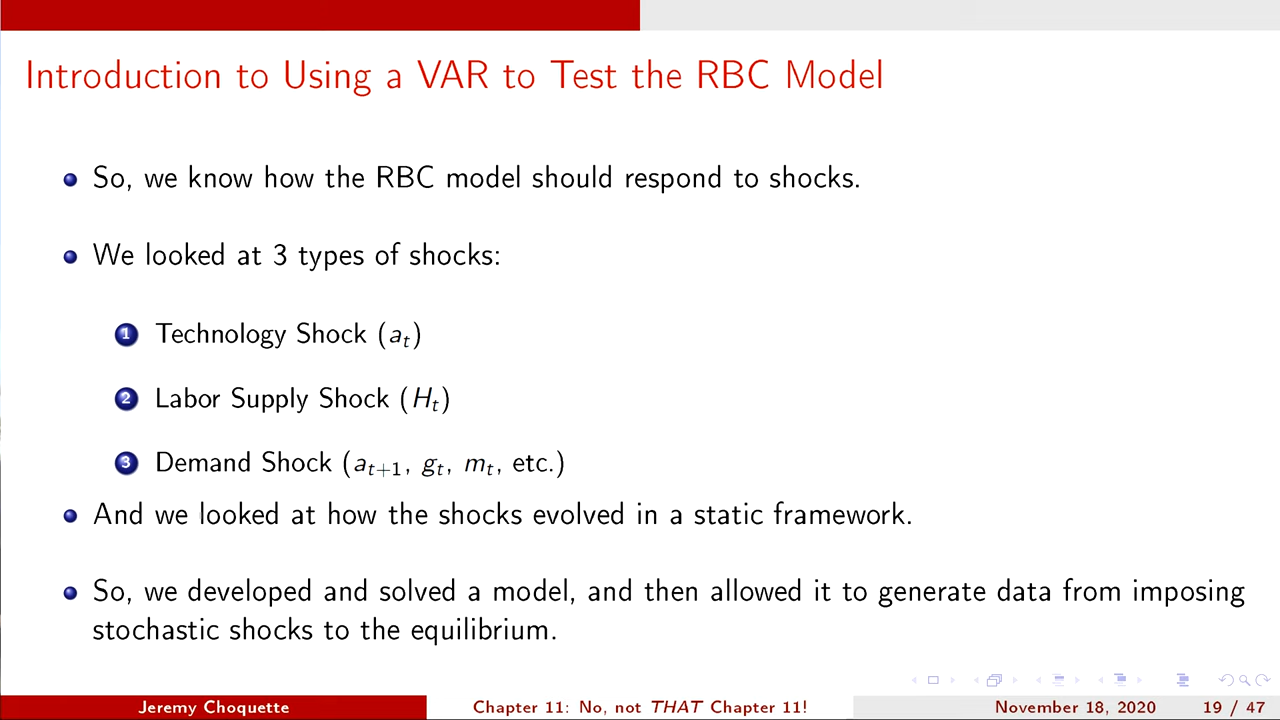 Introduction to Using a VAR to Test the RBC Model
So, we know how the RBC model should respond to shocks.
We looked at 3 types of shocks:
1 Technology Shock (a_t)
2 Labor Supply Shock (H_t)
3 Demand Shock (a_{t+1}, g_t, m_t, etc.)
And we looked at how the shocks evolved in a static framework.
So, we developed and solved a model, and then allowed it to generate data from imposing
stochastic shocks to the equilibrium.
Jeremy Choquette Chapter 11: No, not THAT Chapter 11! November 18, 2020 19 / 47